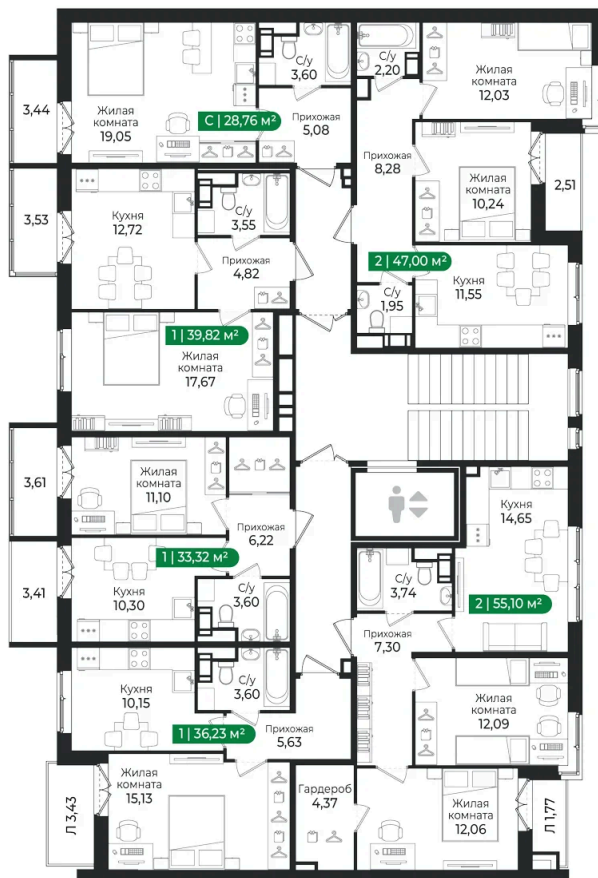 3,44
Жилая
комната
19,05
С/у
3,60
С | 28,76 м²
Прихожая
5,08
С/у
2,20
Жилая
комната
12,03
Прихожая
8,28
Жилая
комната
10,24
2,51
3,53
Кухня
12,72
С/у
3,55
Прихожая
4,82
2 | 47,00 м²
Кухня
11,55
С/у
1,95
1 | 39,82 м²
Жилая
комната
17,67
3,61
Жилая
комната
11,10
Прихожая
6,22
1 | 33,32 м²
3,41
Кухня
10,30
С/у
3,60
Кухня
14,65
С/у
3,74
2 | 55,10 м²
Прихожая
7,30
Кухня
10,15
С/у
3,60
1 | 36,23 м²
Прихожая
5,63
Жилая
комната
12,09
Л 3,43
Жилая
комната
15,13
Гардероб
4,37
Жилая
комната
12,06
Л 1,77